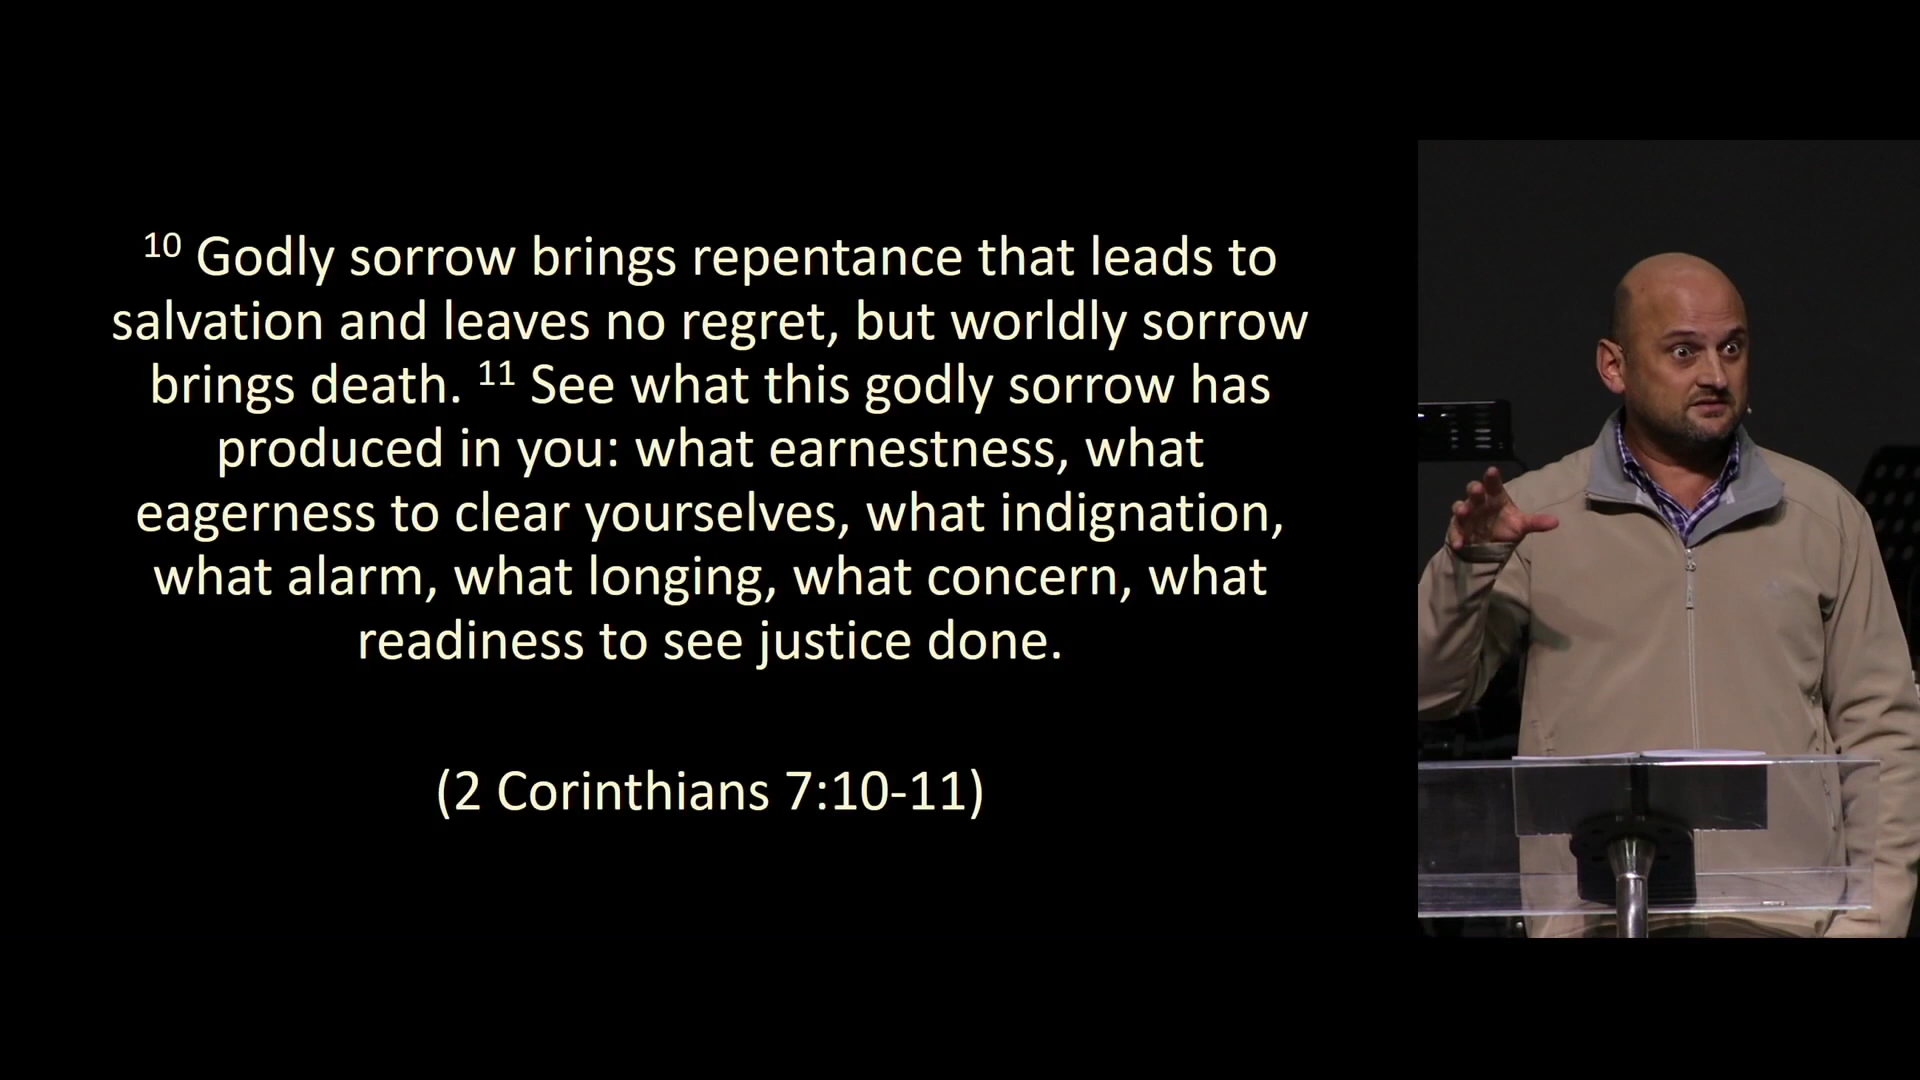 10 Godly sorrow brings repentance that leads to
salvation and leaves no regret, but worldly sorrow
brings death. 11 See what this godly sorrow has
produced in you: what earnestness, what
eagerness to clear yourselves, what indignation,
what alarm, what longing, what concern, what
readiness to see justice done.
(2 Corinthians 7:10-11)